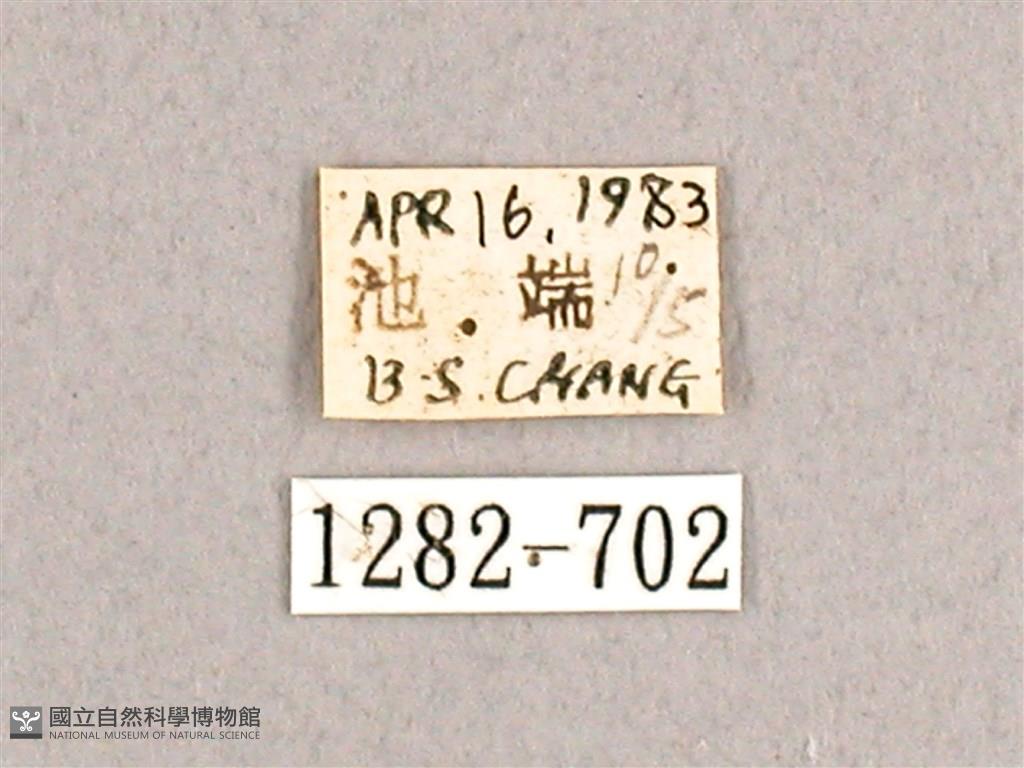 APR 16, 1983
池 . 端 10/5
B.S. CHANG
1282-702
國立自然科學博物館
NATIONAL MUSEUM OF NATURAL SCIENCE